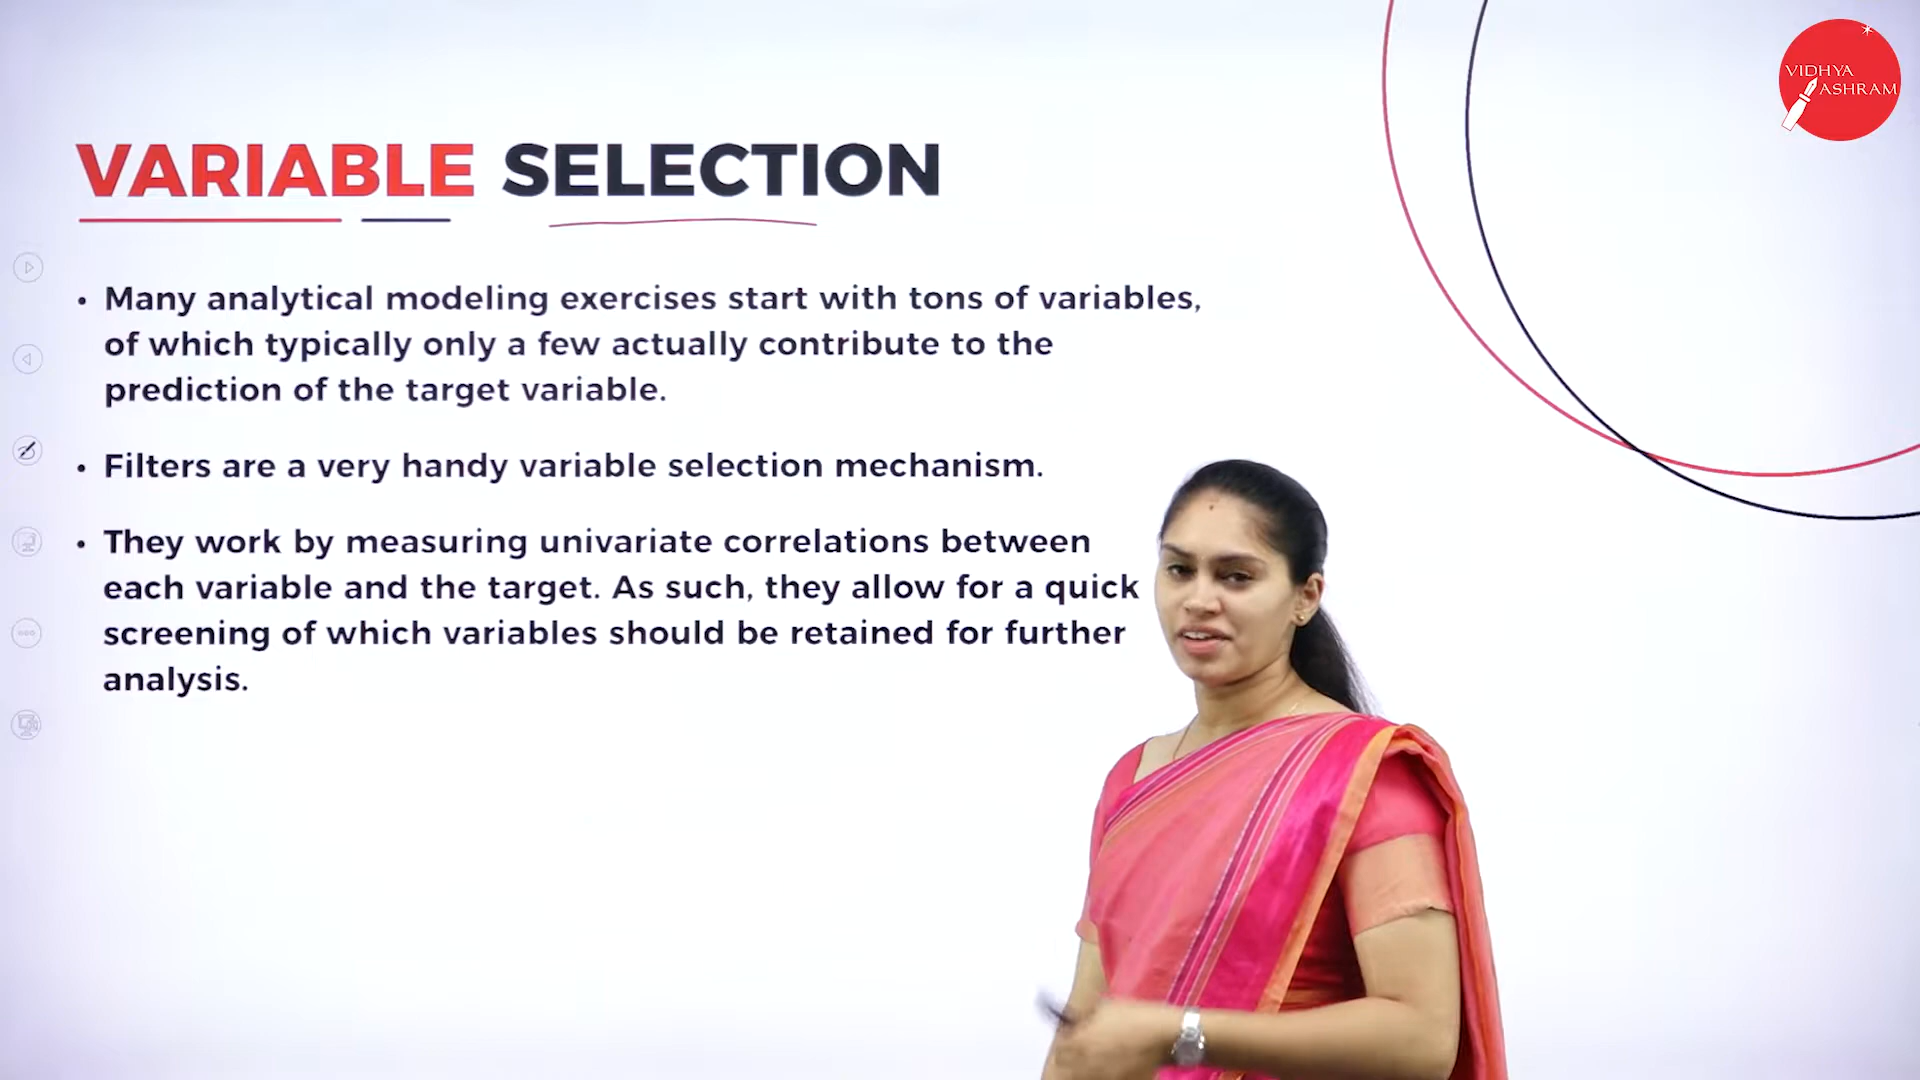 VIDHYA
ASHRAM
VARIABLE SELECTION
• Many analytical modeling exercises start with tons of variables,
of which typically only a few actually contribute to the
prediction of the target variable.
• Filters are a very handy variable selection mechanism.
• They work by measuring univariate correlations between
each variable and the target. As such, they allow for a quick
screening of which variables should be retained for further
analysis.